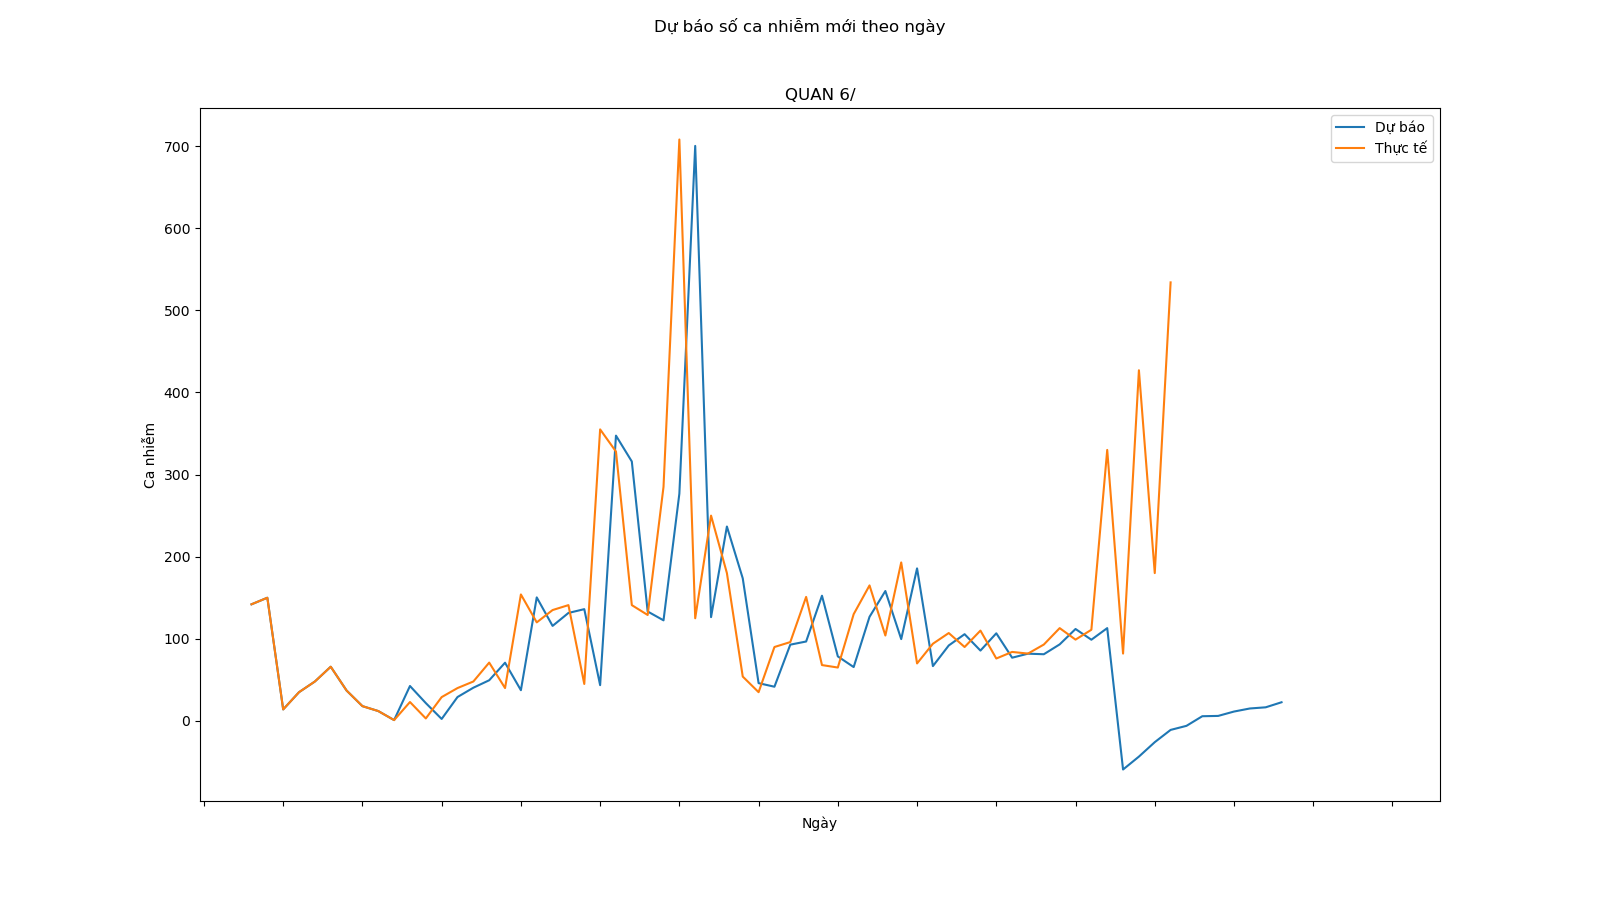 Dự báo số ca nhiễm mới theo ngày
QUAN 6/
Dự báo
Thực tế
700
600
500
400
300
200
100
0
Ca nhiễm
Ngày